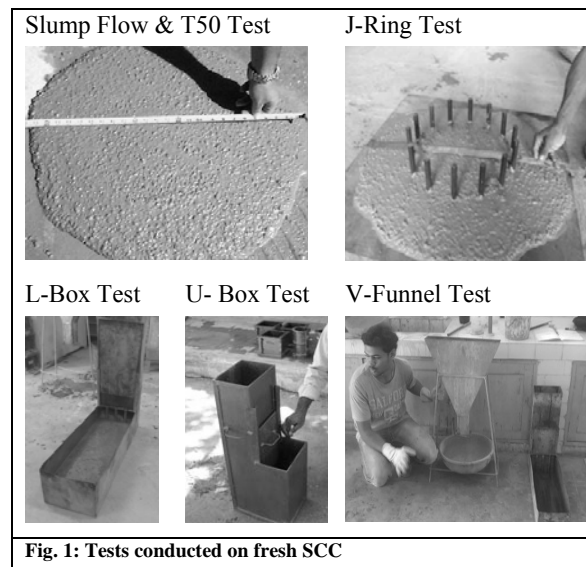 Slump Flow & T50 Test J-Ring Test
L-Box Test U- Box Test V-Funnel Test
Fig. 1: Tests conducted on fresh SCC